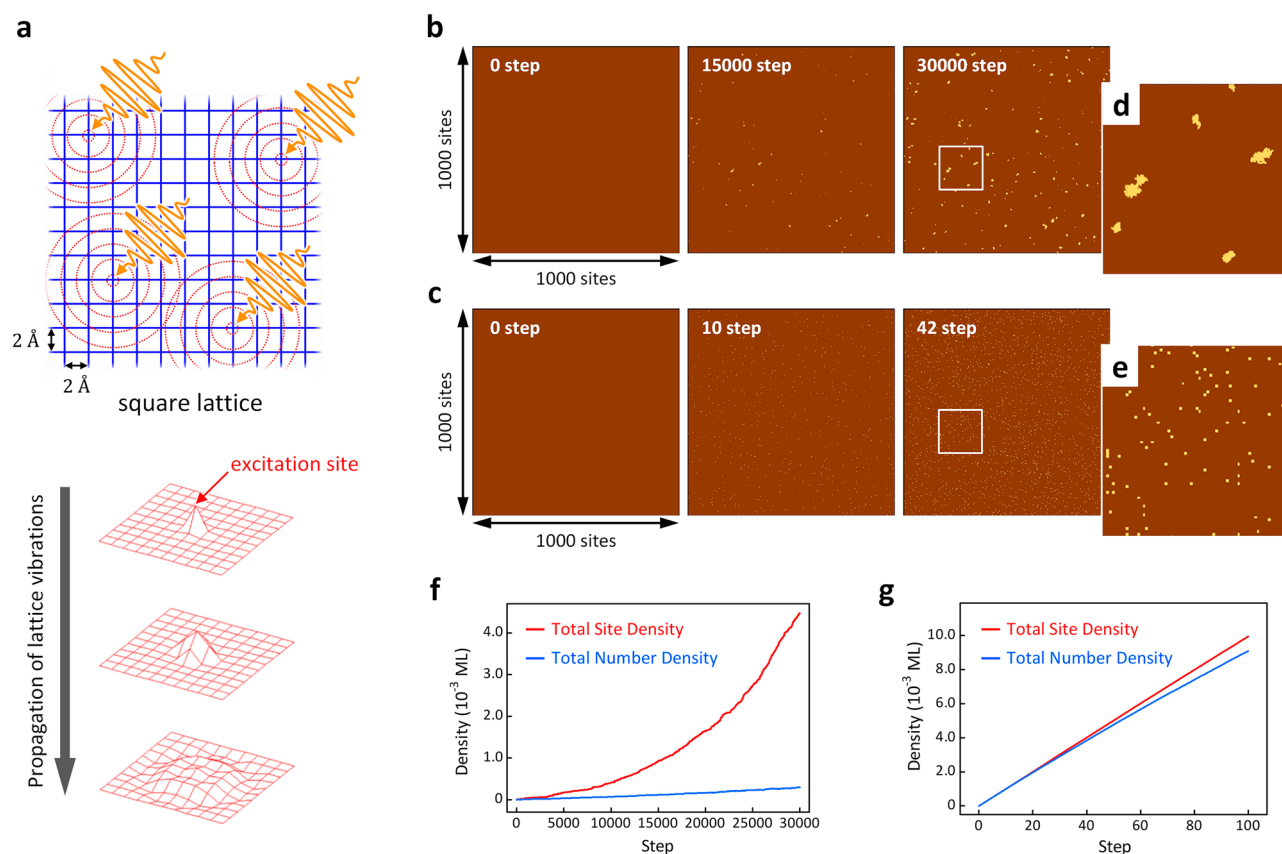 a
2 Å
2 Å
square lattice
excitation site
Propagation of lattice vibrations
b
0 step
15000 step
30000 step
1000 sites
1000 sites
d
c
0 step
10 step
42 step
1000 sites
1000 sites
e
f
Total Site Density
Total Number Density
Density (10⁻³ ML)
4.0
3.0
2.0
1.0
0
0 5000 10000 15000 20000 25000 30000
Step
g
Total Site Density
Total Number Density
Density (10⁻³ ML)
10.0
8.0
6.0
4.0
2.0
0.0
0 20 40 60 80 100
Step